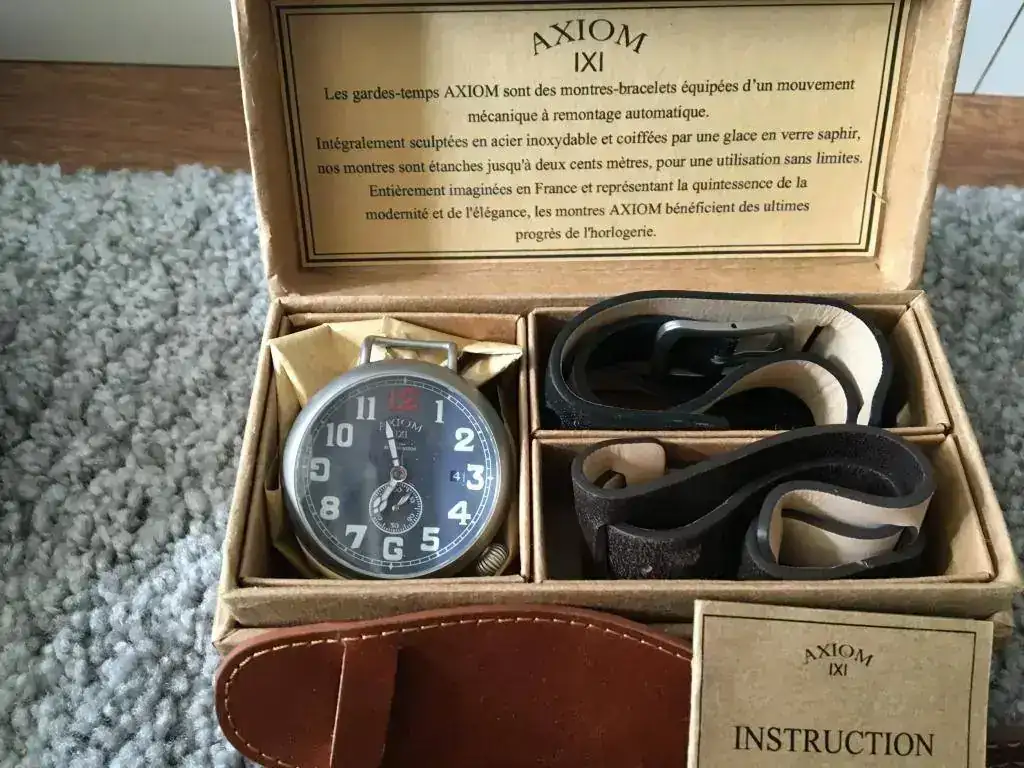 AXIOM
IXI
Les gardes-temps AXIOM sont des montres-bracelets équipées d'un mouvement
mécanique à remontage automatique.
Intégralement sculptées en acier inoxydable et coiffées par une glace en verre saphir,
nos montres sont étanches jusqu'à deux cents mètres, pour une utilisation sans limites.
Entièrement imaginées en France et représentant la quintessence de la
modernité et de l'élégance, les montres AXIOM bénéficient des ultimes
progrès de l'horlogerie.
11 12 1
10 2
9 4 3
8 4
7 6 5
AXIOM
IXI
AXIOM
IXI
INSTRUCTION